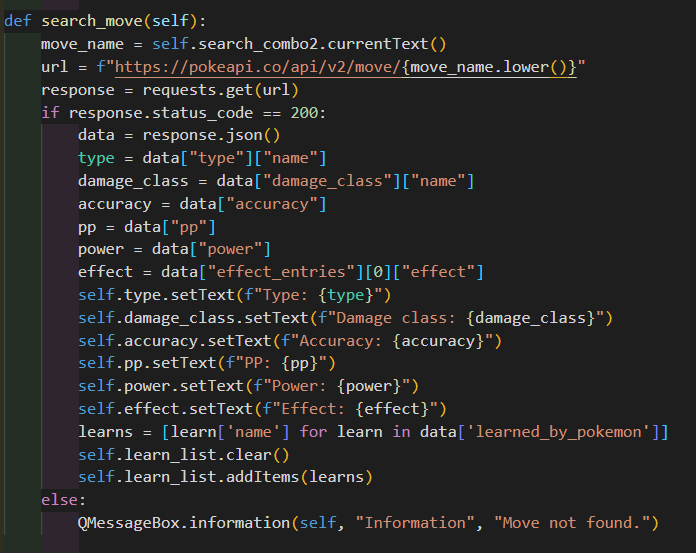 def search_move(self):
    move_name = self.search_combo2.currentText()
    url = f"https://pokeapi.co/api/v2/move/{move_name.lower()}"
    response = requests.get(url)
    if response.status_code == 200:
        data = response.json()
        type = data["type"]["name"]
        damage_class = data["damage_class"]["name"]
        accuracy = data["accuracy"]
        pp = data["pp"]
        power = data["power"]
        effect = data["effect_entries"][0]["effect"]
        self.type.setText(f"Type: {type}")
        self.damage_class.setText(f"Damage class: {damage_class}")
        self.accuracy.setText(f"Accuracy: {accuracy}")
        self.pp.setText(f"PP: {pp}")
        self.power.setText(f"Power: {power}")
        self.effect.setText(f"Effect: {effect}")
        learns = [learn['name'] for learn in data['learned_by_pokemon']]
        self.learn_list.clear()
        self.learn_list.addItems(learns)
    else:
        QMessageBox.information(self, "Information", "Move not found.")